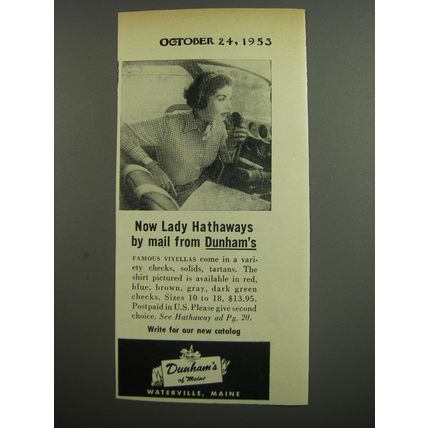 OCTOBER 24, 1953
Now Lady Hathaways
by mail from Dunham's
FAMOUS VIYELLAS come in a vari-
ety checks, solids, tartans. The
shirt pictured is available in red,
blue, brown, gray, dark green
checks. Sizes 10 to 18, $13.95.
Postpaid in U.S. Please give second
choice. See Hathaway ad Pg. 20.
Write for our new catalog
Dunham's
of Maine
WATERVILLE, MAINE